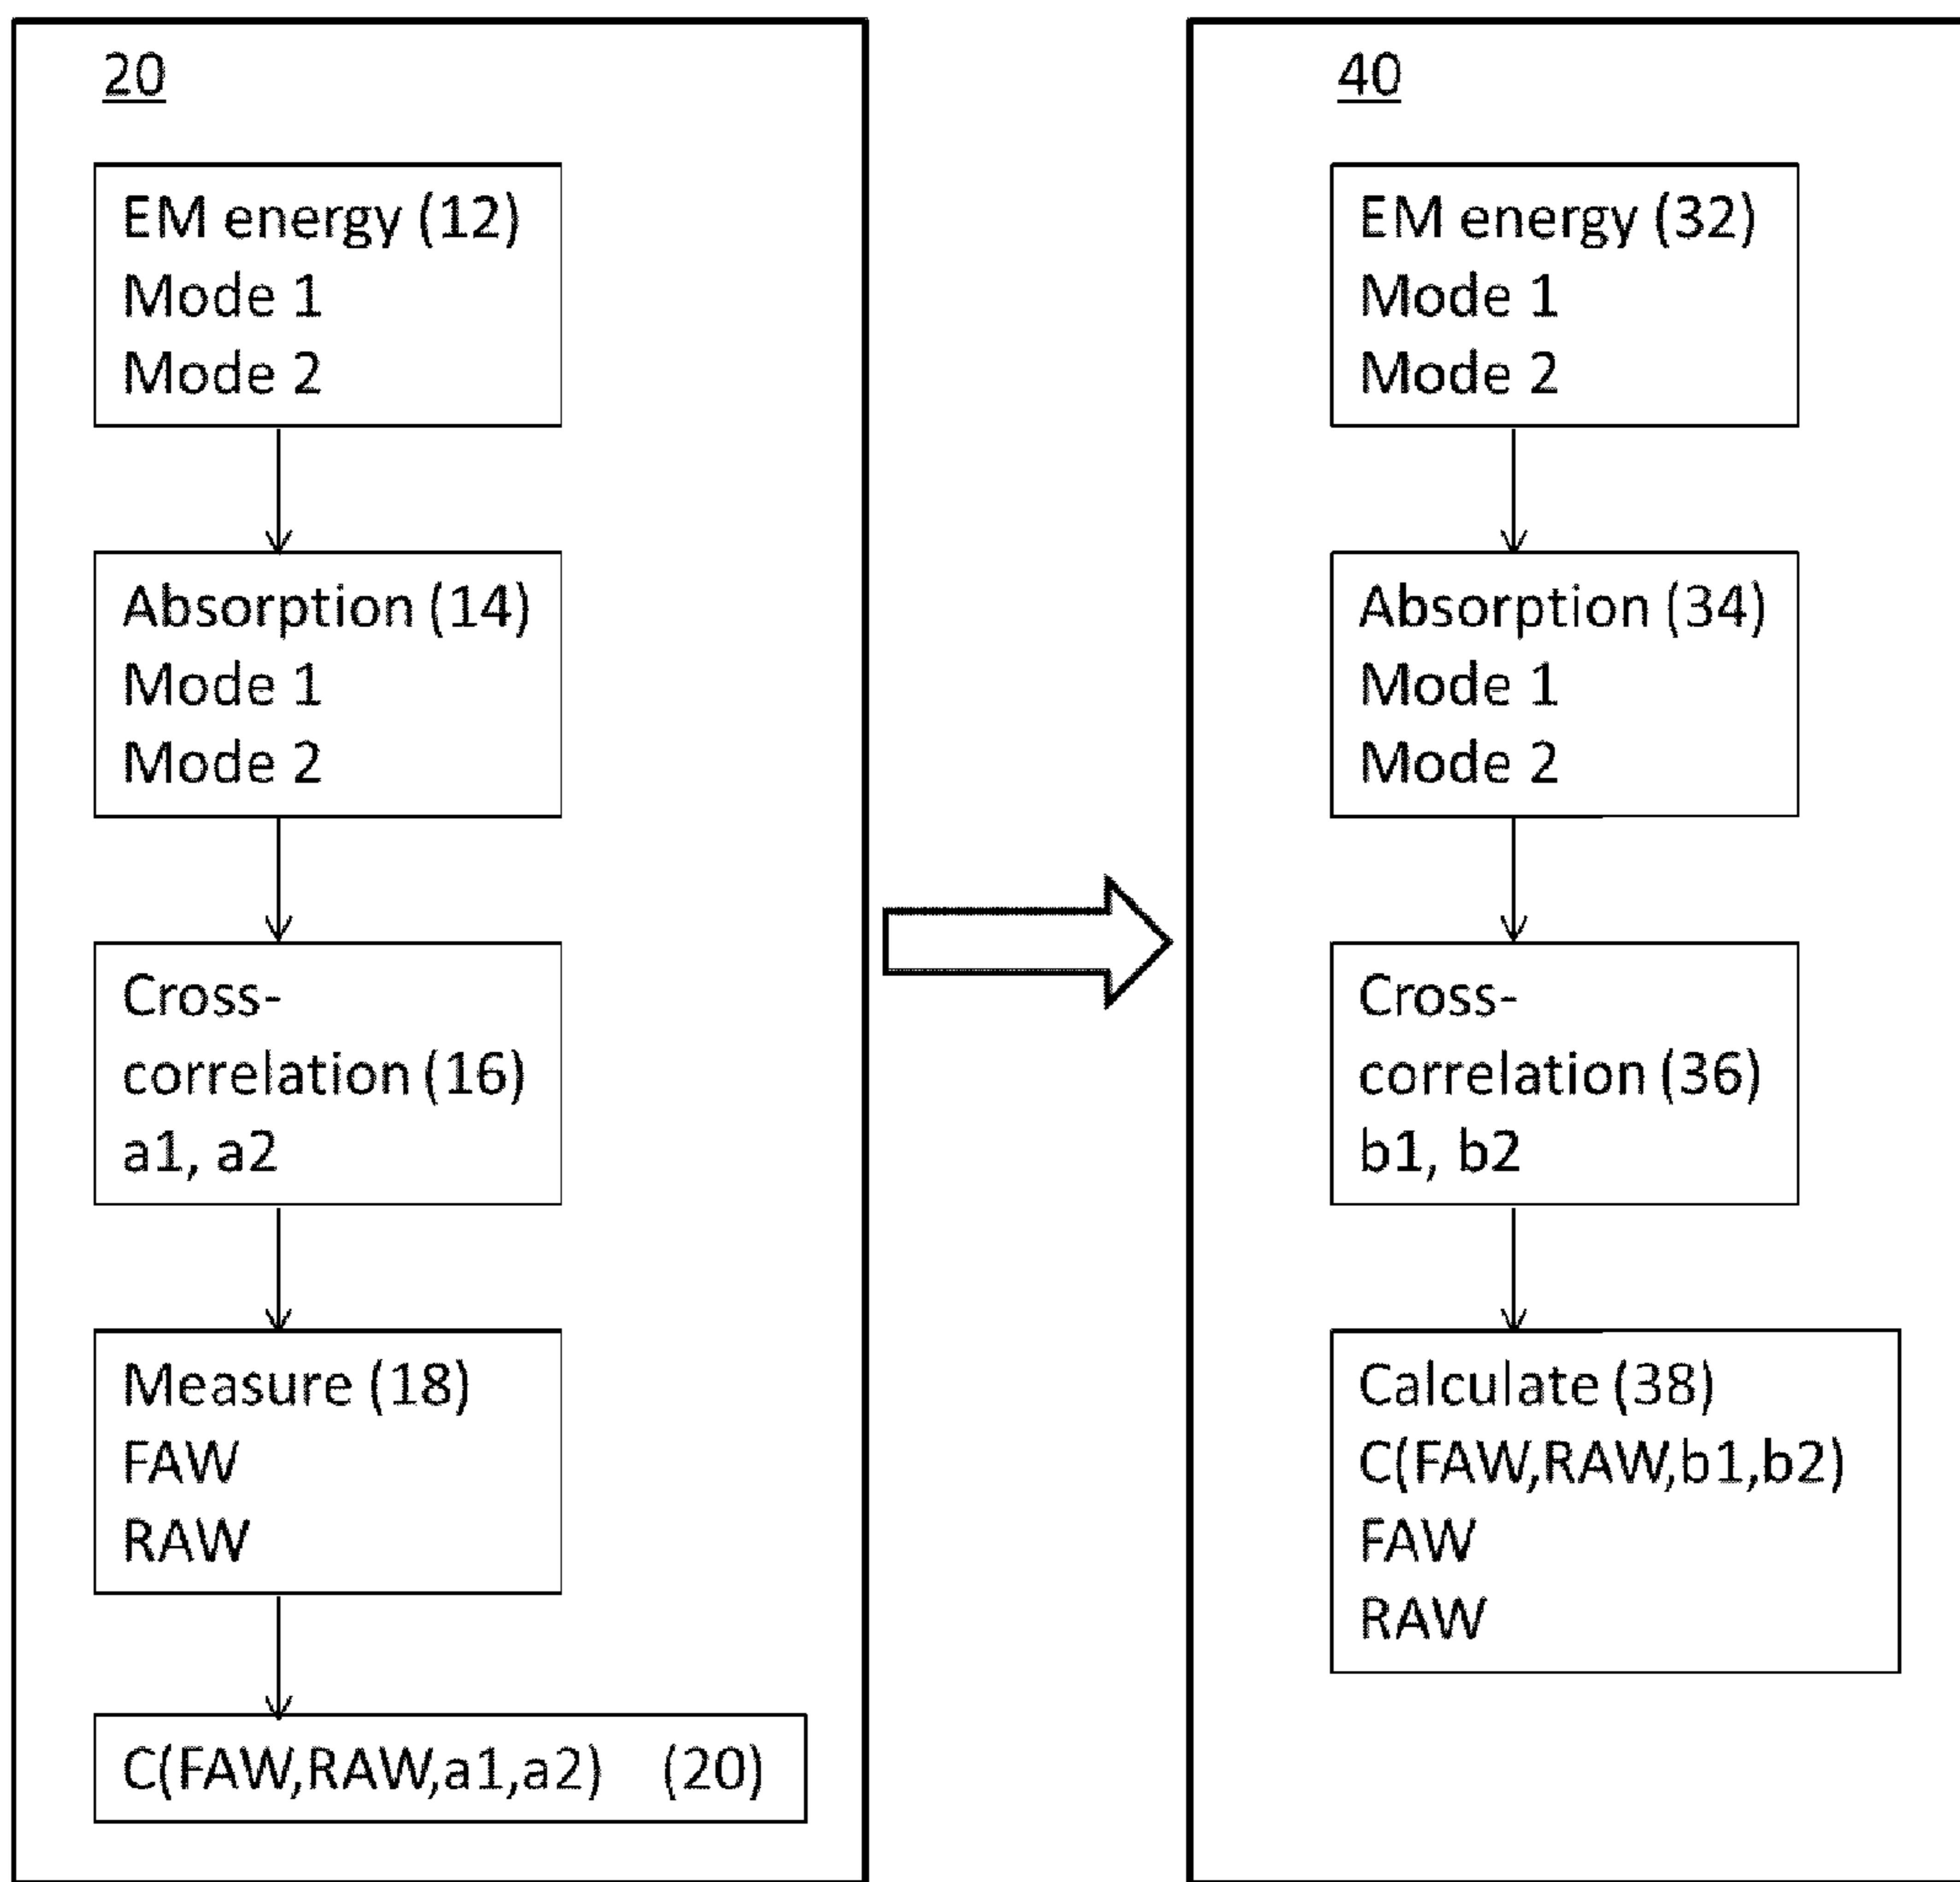 20
EM energy (12)
Mode 1
Mode 2
Absorption (14)
Mode 1
Mode 2
Cross-
correlation (16)
a1, a2
Measure (18)
FAW
RAW
C(FAW,RAW,a1,a2) (20)
40
EM energy (32)
Mode 1
Mode 2
Absorption (34)
Mode 1
Mode 2
Cross-
correlation (36)
b1, b2
Calculate (38)
C(FAW,RAW,b1,b2)
FAW
RAW